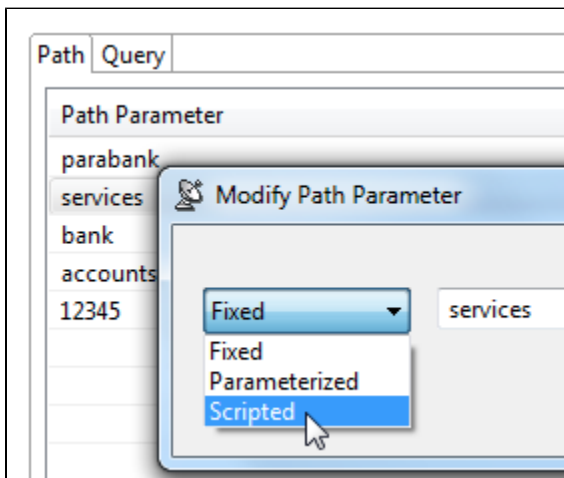 Path Query
Path Parameter
parabank
services
Modify Path Parameter
bank
accounts
12345
Fixed
services
Fixed
Parameterized
Scripted